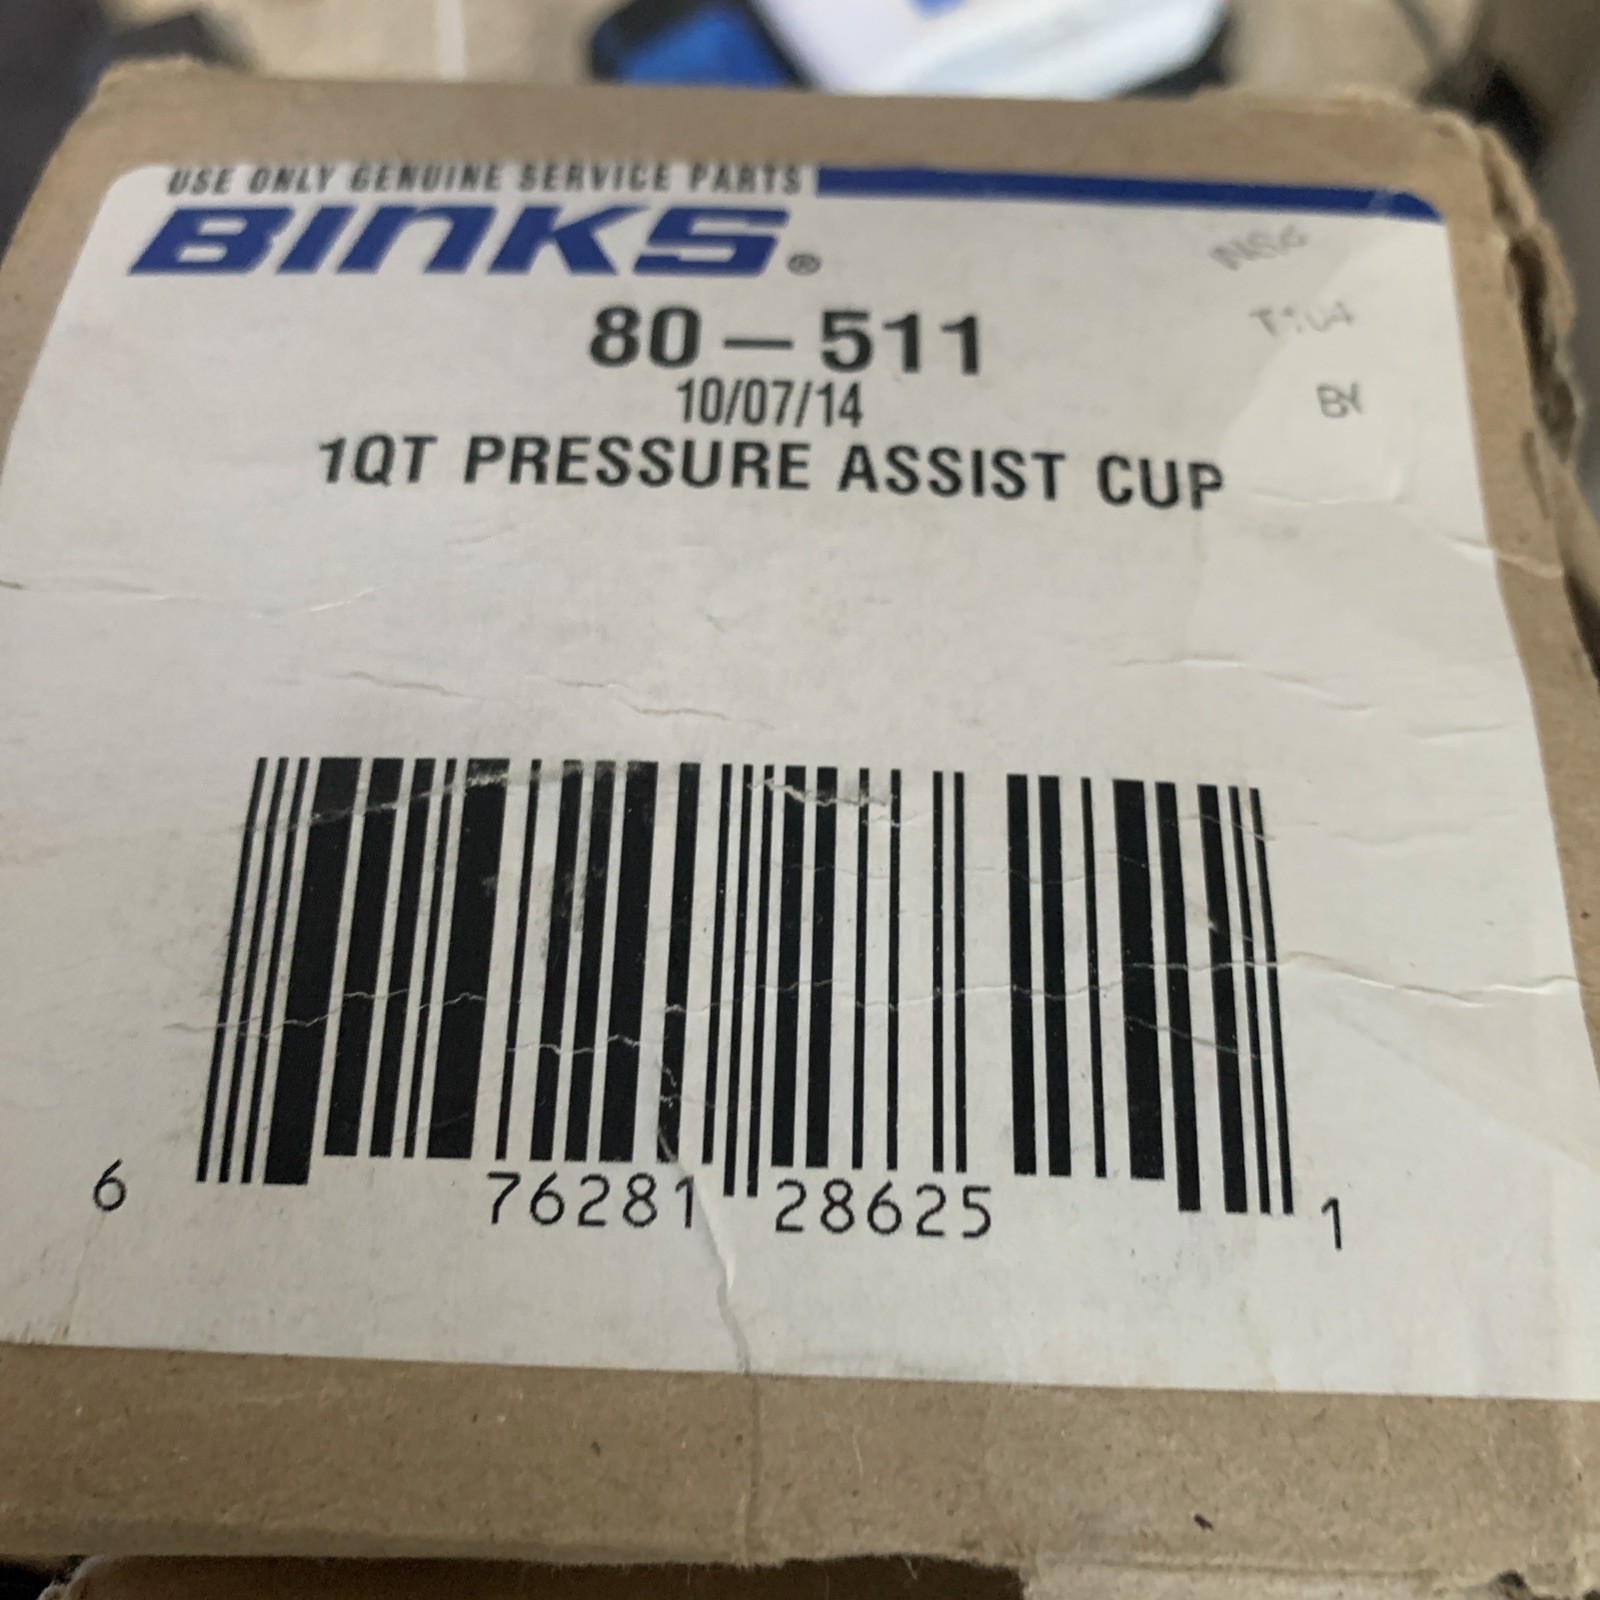 USE ONLY GENUINE SERVICE PARTS
BINKS®
80-511
10/07/14
1QT PRESSURE ASSIST CUP
BY
6 76281 28625 1